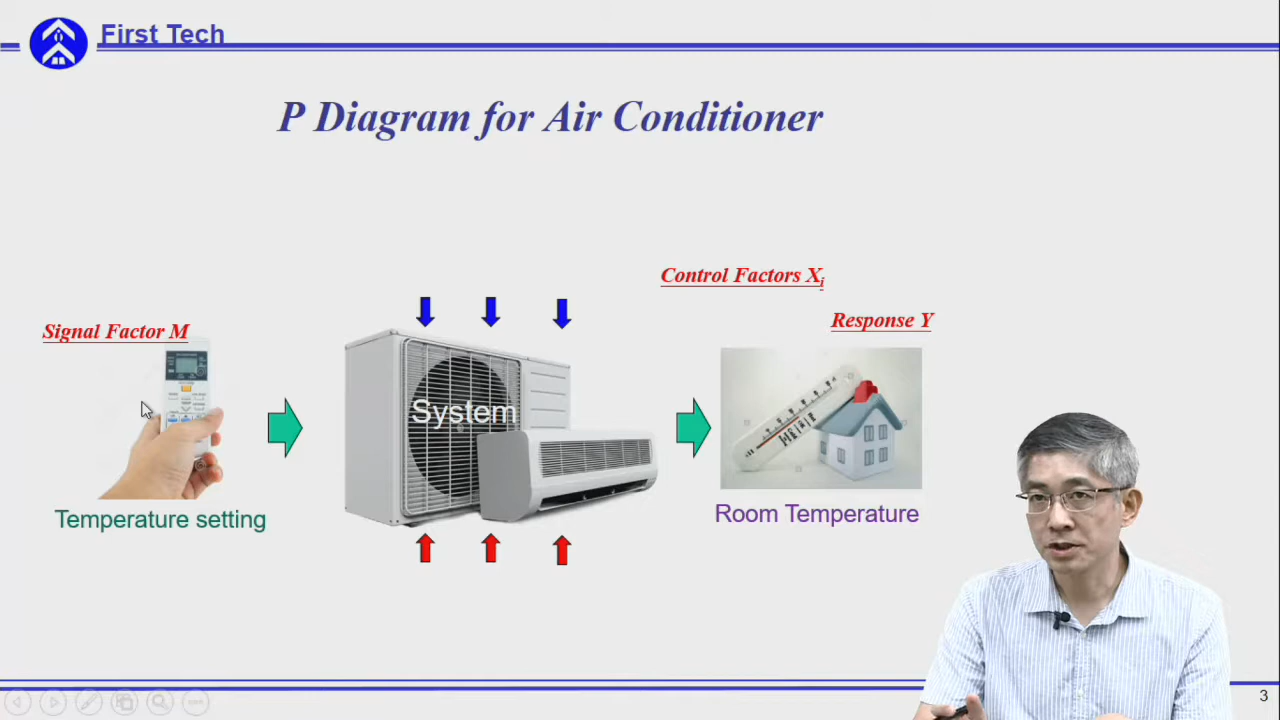 First Tech
P Diagram for Air Conditioner
Control Factors Xi
Signal Factor M
Response Y
System
Temperature setting
Room Temperature
3